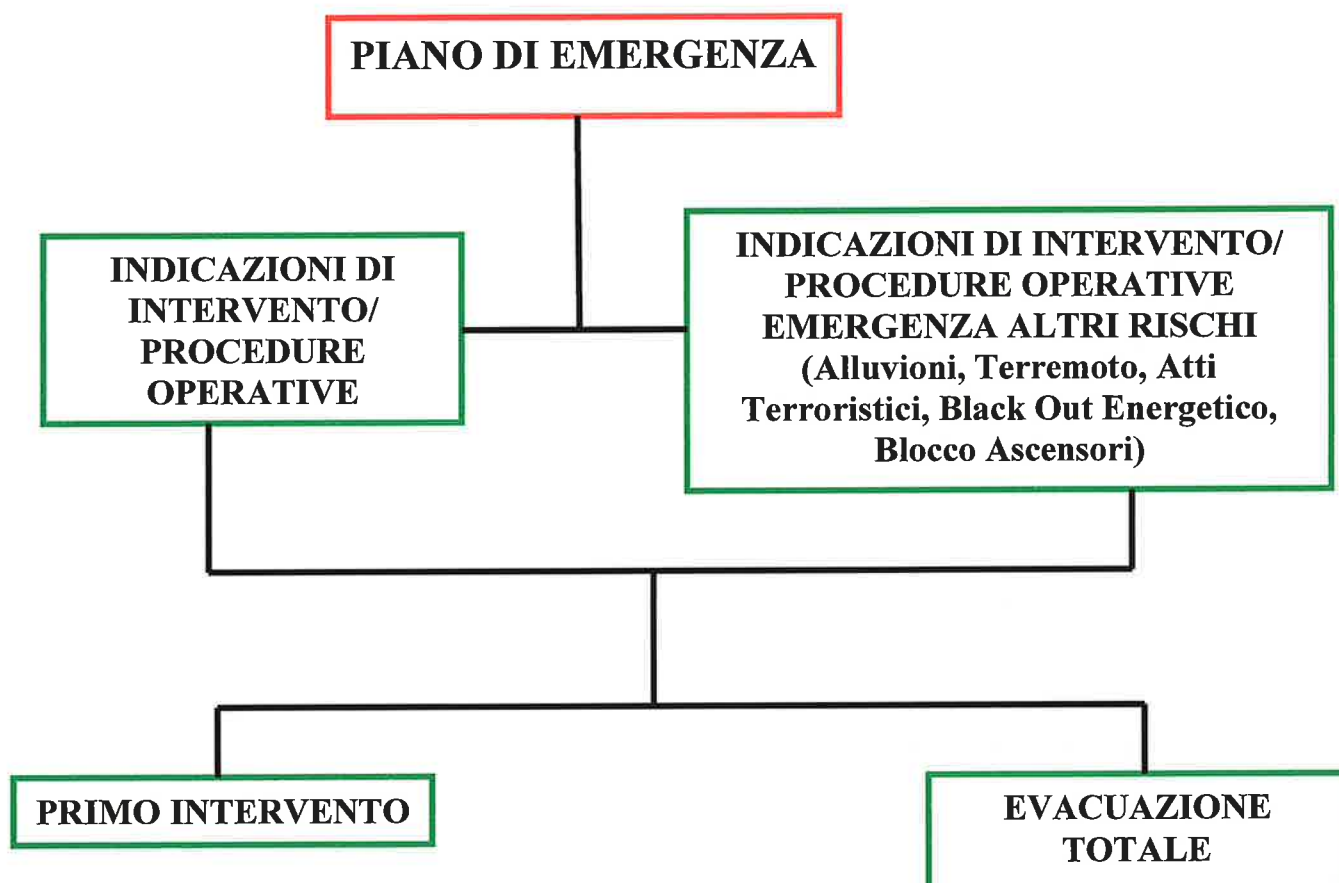 PIANO DI EMERGENZA
INDICAZIONI DI
INTERVENTO/
PROCEDURE
OPERATIVE
INDICAZIONI DI INTERVENTO/
PROCEDURE OPERATIVE
EMERGENZA ALTRI RISCHI
(Alluvioni, Terremoto, Atti
Terroristici, Black Out Energetico,
Blocco Ascensori)
PRIMO INTERVENTO
EVACUAZIONE
TOTALE